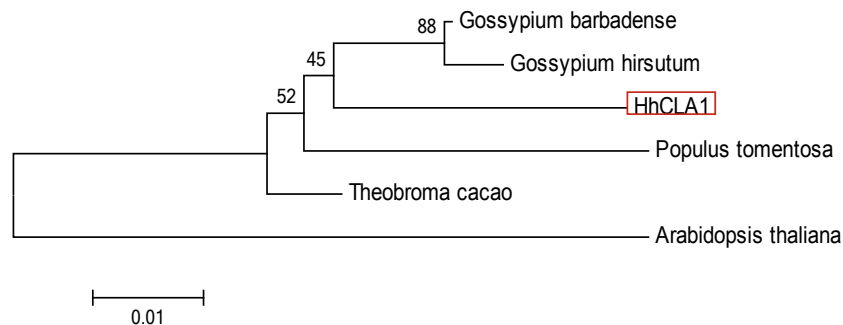 88
Gossypium barbadense
45
Gossypium hirsutum
52
HhCLA1
Populus tomentosa
Theobroma cacao
Arabidopsis thaliana
0.01